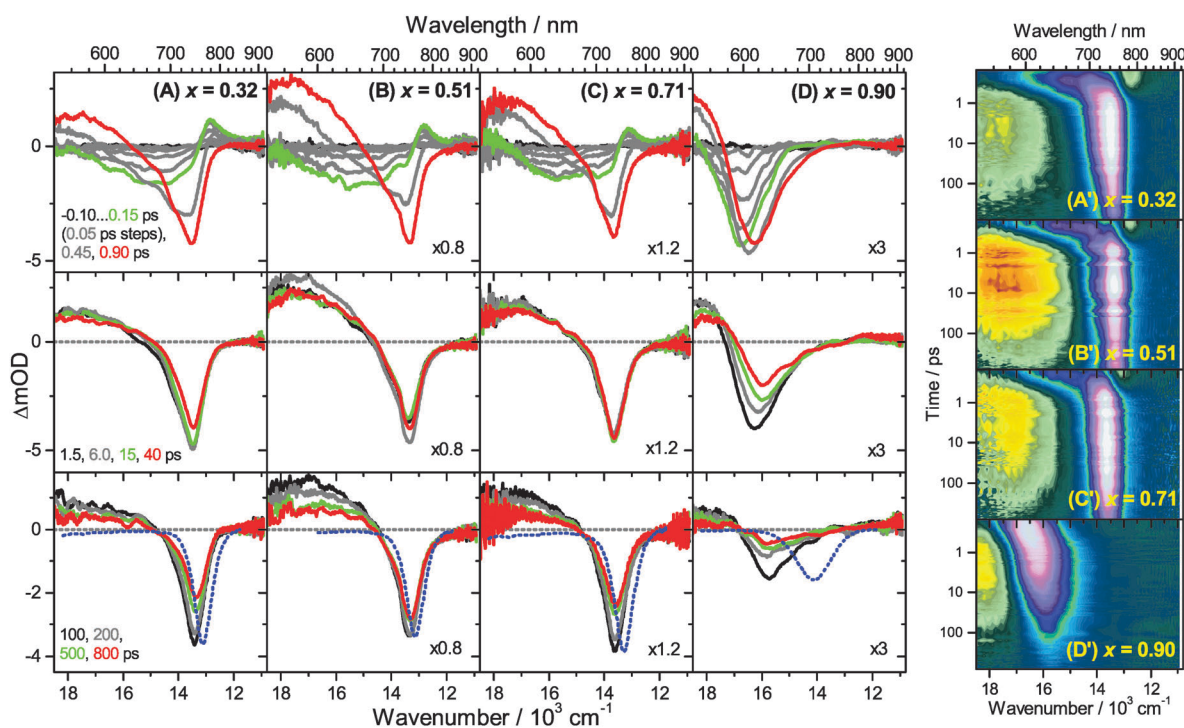 Wavelength / nm
600 700 800 900 600 700 800 900 600 700 800 900 600 700 800 900
(A) x = 0.32
(B) x = 0.51
(C) x = 0.71
(D) x = 0.90
0
-5
-0.10...0.15 ps
(0.05 ps steps),
0.45, 0.90 ps
x0.8
x1.2
x3
ΔmOD
0
-5
1.5, 6.0, 15, 40 ps
x0.8
x1.2
x3
0
-2
-4
100, 200,
500, 800 ps
x0.8
x1.2
x3
18 16 14 12 18 16 14 12 18 16 14 12 18 16 14 12
Wavenumber / 10³ cm⁻¹
Wavelength / nm
600 700 800 900
Time / ps
1
10
100
(A') x = 0.32
1
10
100
(B') x = 0.51
1
10
100
(C') x = 0.71
1
10
100
(D') x = 0.90
18 16 14 12
Wavenumber / 10³ cm⁻¹